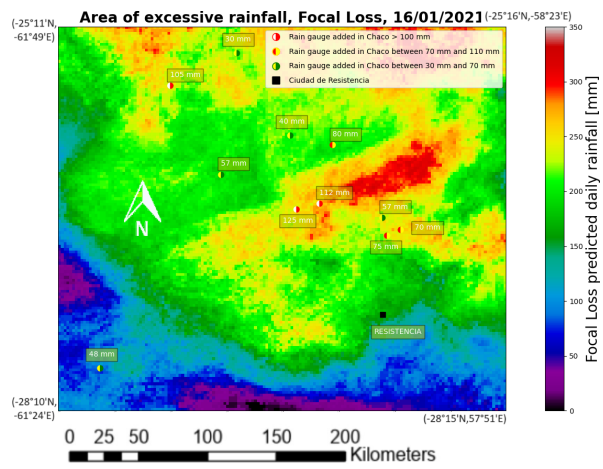 Area of excessive rainfall, Focal Loss, 16/01/2021
(-25°16'N,-58°23'E)
(-25°11'N,
-61°49'E)
Rain gauge added in Chaco > 100 mm
Rain gauge added in Chaco between 70 mm and 110 mm
Rain gauge added in Chaco between 30 mm and 70 mm
Ciudad de Resistencia
30 mm
105 mm
40 mm
80 mm
57 mm
112 mm
125 mm
57 mm
70 mm
75 mm
N
RESISTENCIA
48 mm
(-28°10'N,
-61°24'E)
(-28°15'N,57°51'E)
0 25 50 100 150 200
Kilometers
350
300
250
200
150
100
50
0
Focal Loss predicted daily rainfall [mm]